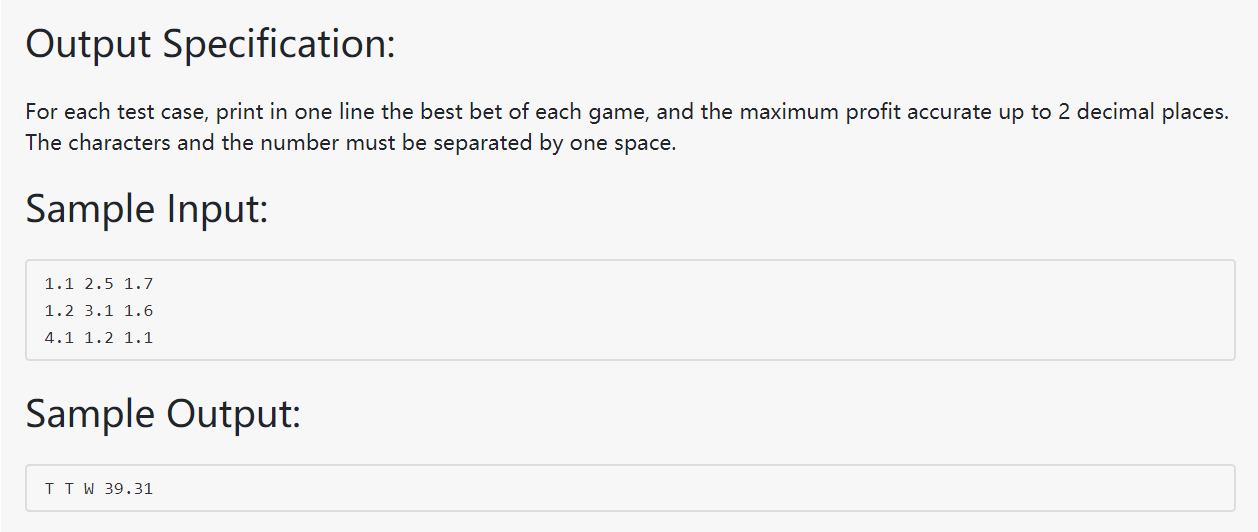 Output Specification:
For each test case, print in one line the best bet of each game, and the maximum profit accurate up to 2 decimal places.
The characters and the number must be separated by one space.
Sample Input:
1.1 2.5 1.7
1.2 3.1 1.6
4.1 1.2 1.1
Sample Output:
T T W 39.31